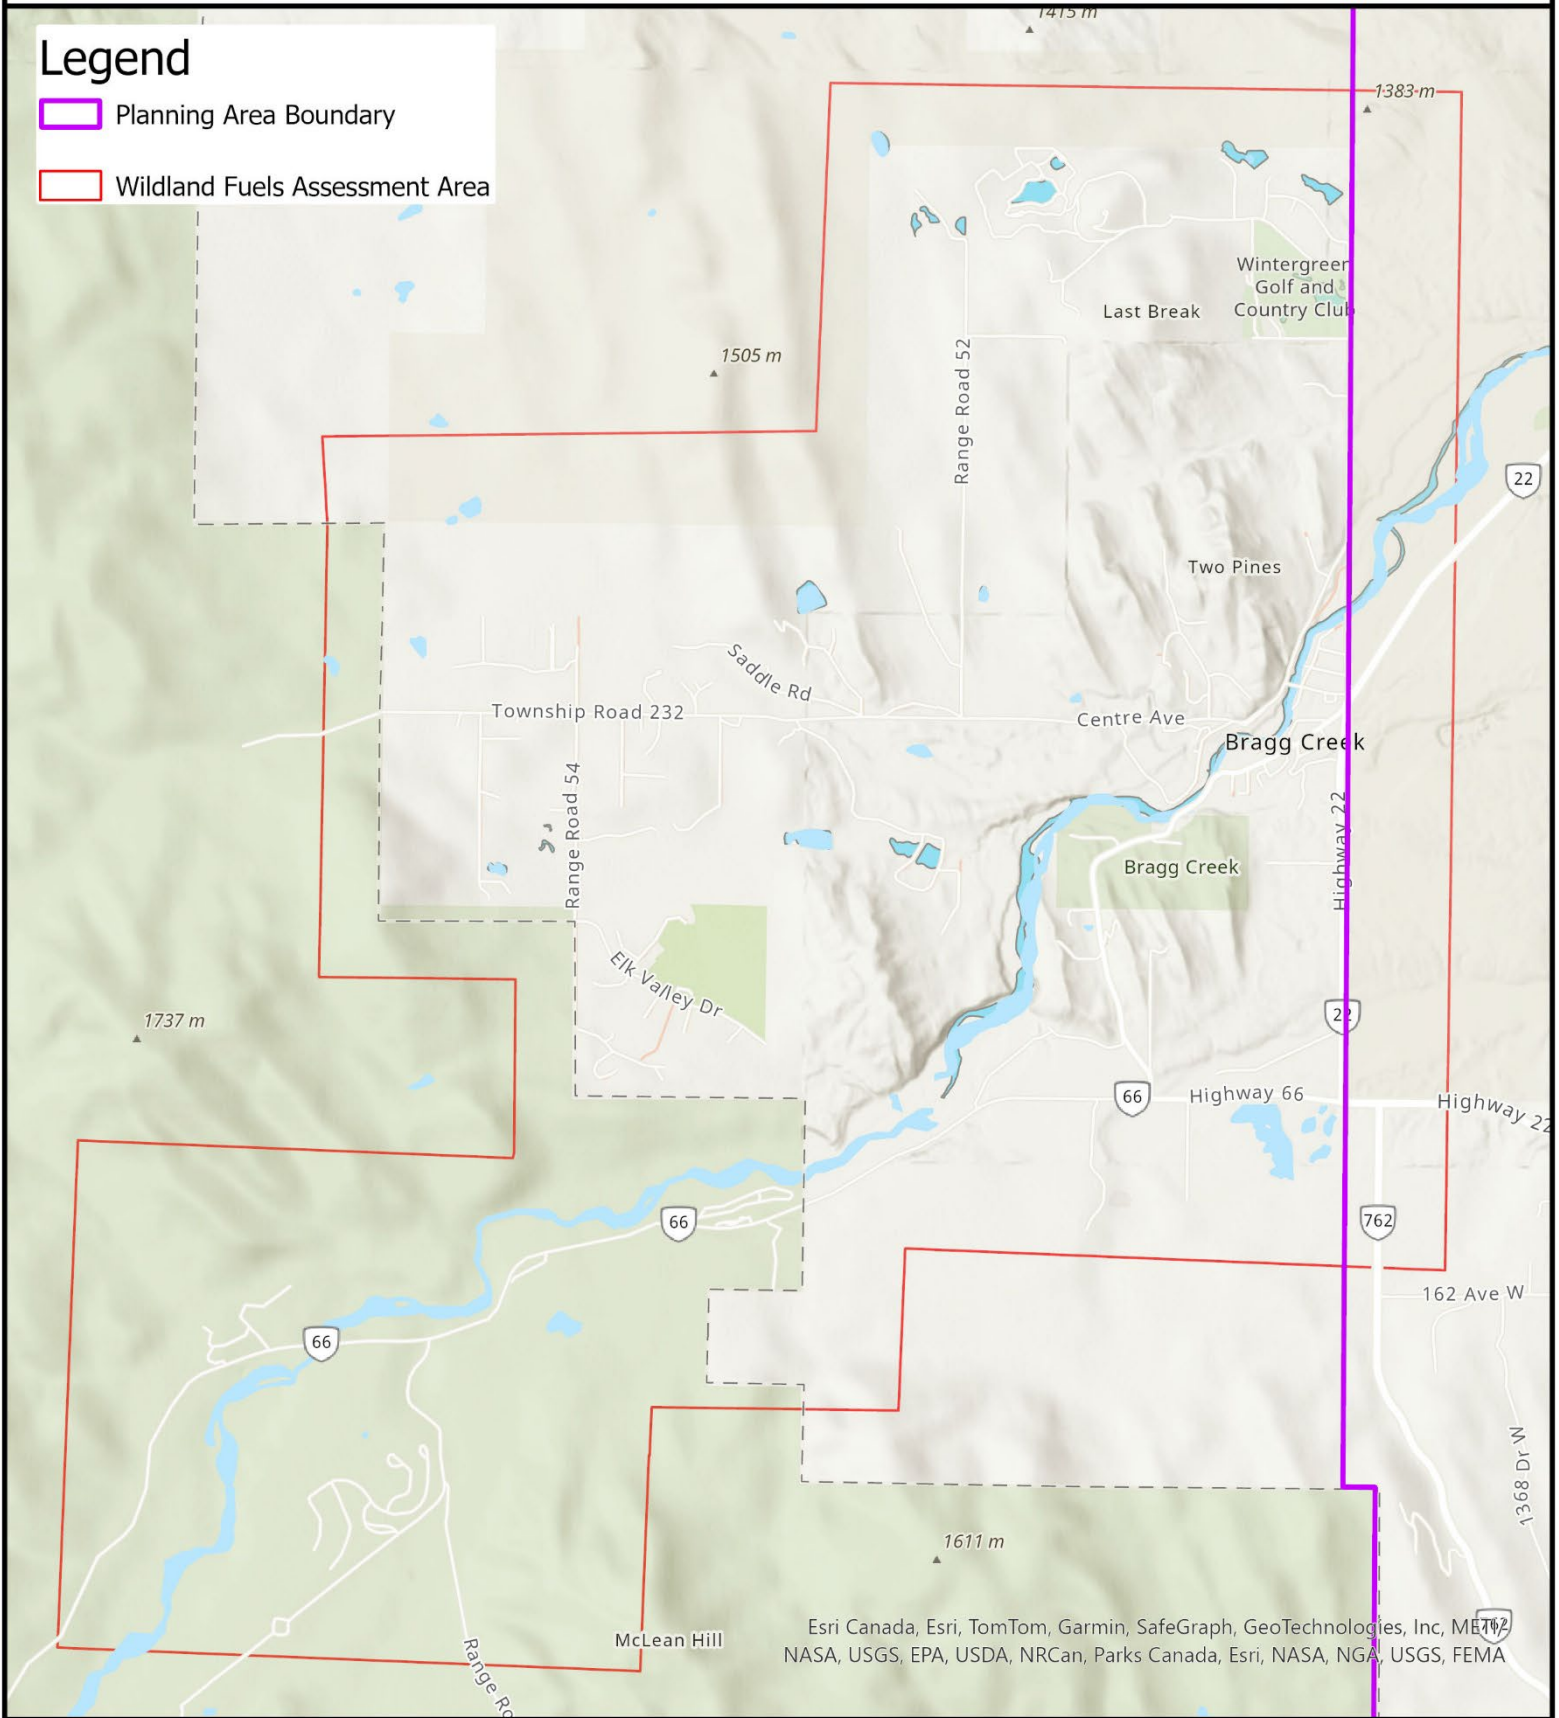 Legend
Planning Area Boundary
Wildland Fuels Assessment Area
1415 m
1383 m
Wintergreen
Golf and
Country Club
Last Break
1505 m
Range Road 52
22
Two Pines
Saddle Rd
Township Road 232
Centre Ave
Bragg Creek
Range Road 54
Highway 22
Bragg Creek
Elk Valley Dr
1737 m
22
66
Highway 66
Highway 22
66
762
162 Ave W
66
1368 Dr W
1611 m
McLean Hill
Range Ro
762
Esri Canada, Esri, TomTom, Garmin, SafeGraph, GeoTechnologies, Inc, METI/
NASA, USGS, EPA, USDA, NRCan, Parks Canada, Esri, NASA, NGA, USGS, FEMA